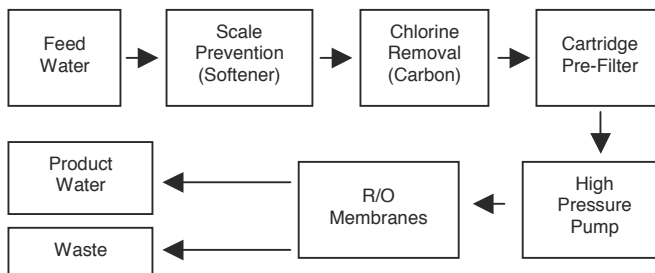 Feed
Water
Scale
Prevention
(Softener)
Chlorine
Removal
(Carbon)
Cartridge
Pre-Filter
High
Pressure
Pump
R/O
Membranes
Product
Water
Waste